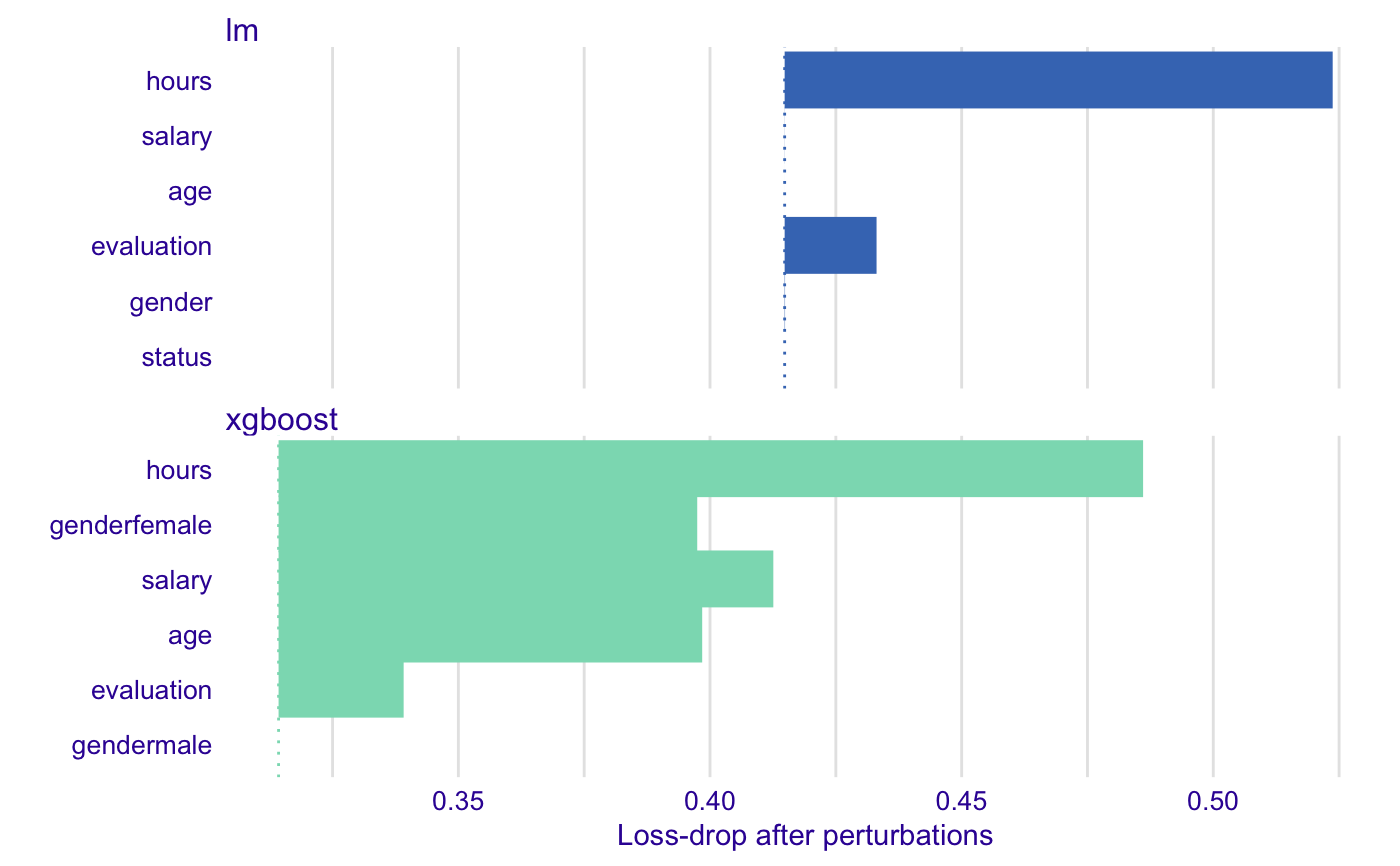 lm
hours
salary
age
evaluation
gender
status
xgboost
hours
genderfemale
salary
age
evaluation
gendermale
0.35 0.40 0.45 0.50
Loss-drop after perturbations